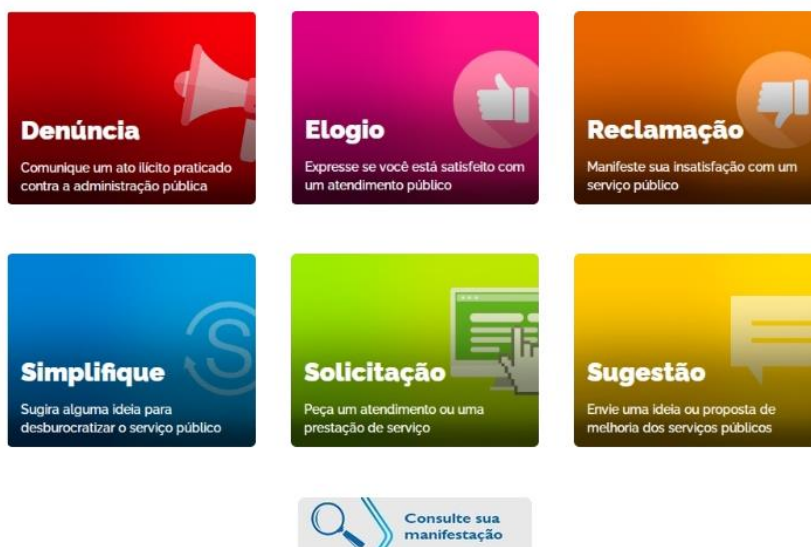 Denúncia
Comunique um ato ilícito praticado
contra a administração pública
Elogio
Expresse se você está satisfeito com
um atendimento público
Reclamação
Manifeste sua insatisfação com um
serviço público
S
Simplifique
Sugira alguma ideia para
desburocratizar o serviço público
Solicitação
Peça um atendimento ou uma
prestação de serviço
Sugestão
Envie uma ideia ou proposta de
melhoria dos serviços públicos
Consulte sua
manifestação